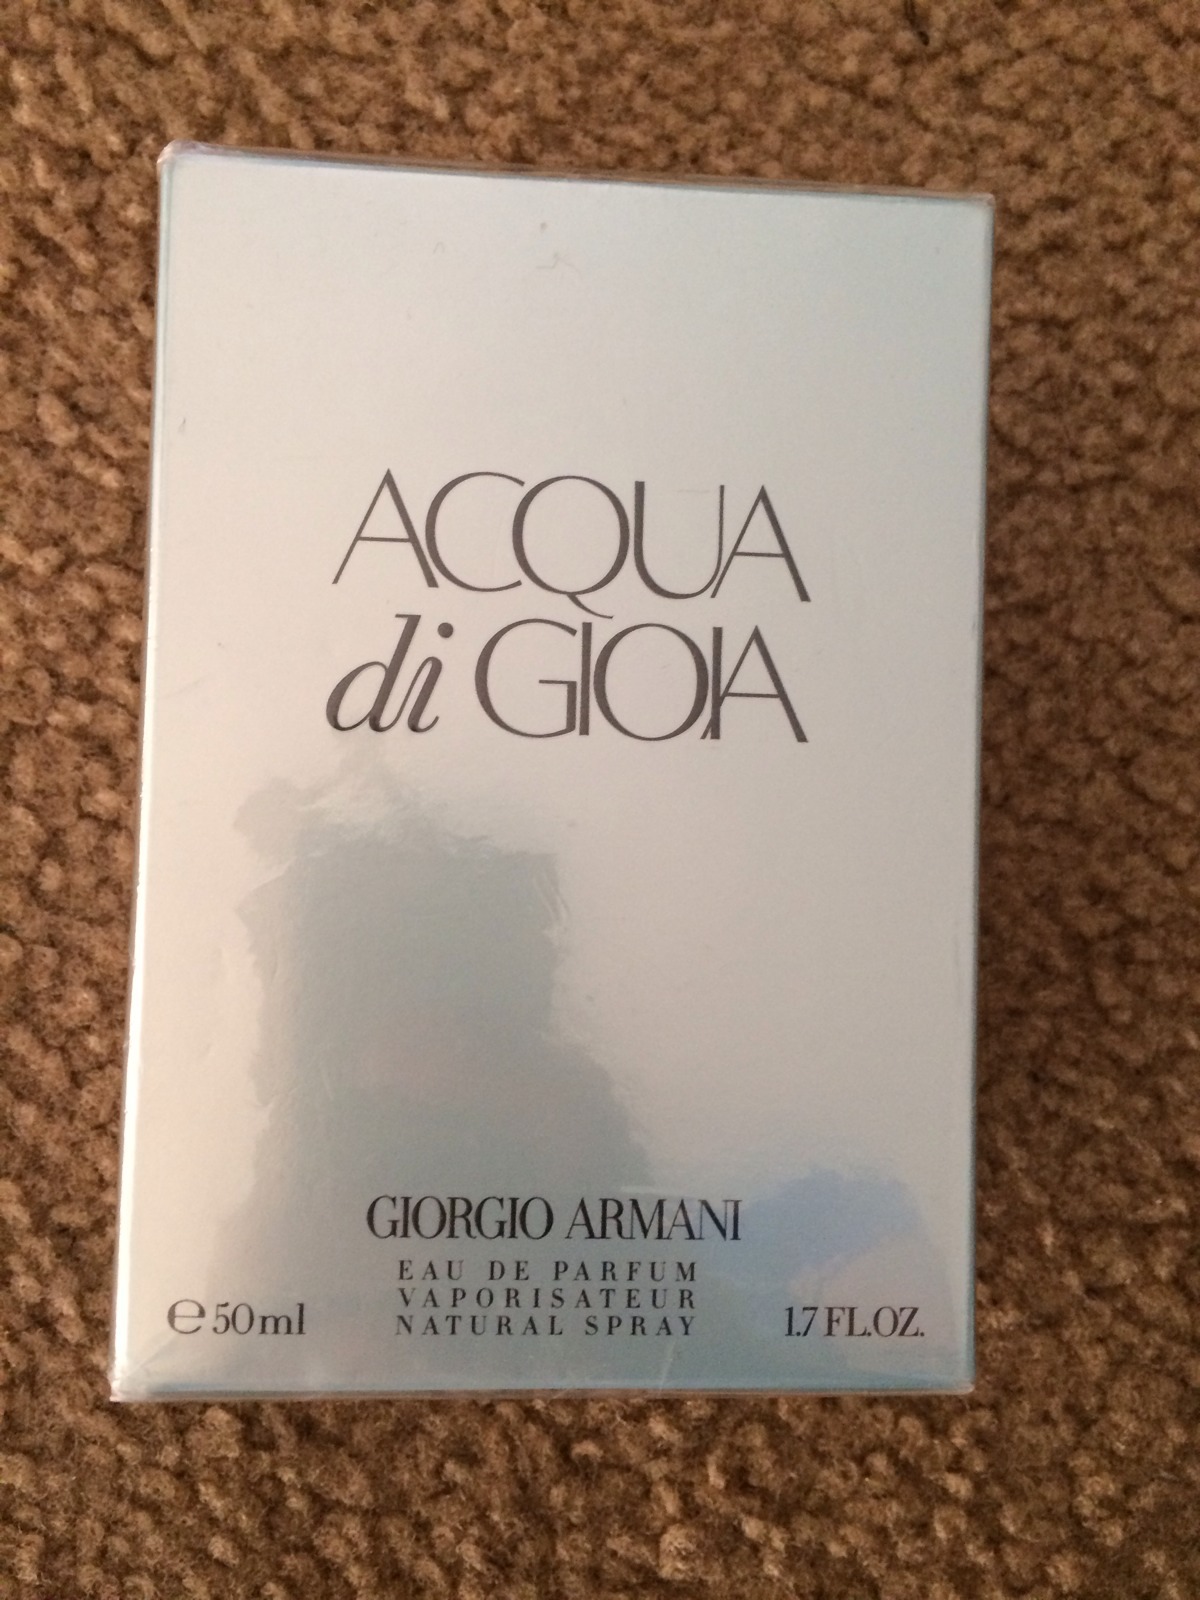 ACQUA
di GIOIA
GIORGIO ARMANI
EAU DE PARFUM
VAPORISATEUR
NATURAL SPRAY
℮50ml
1.7 FL.OZ.